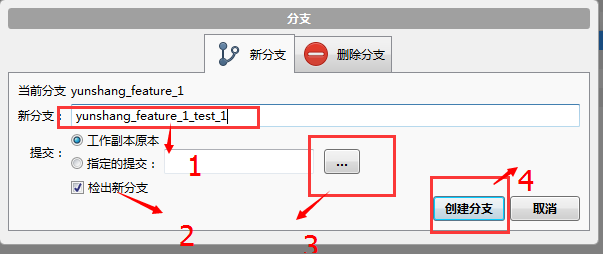 分支
新分支 删除分支
当前分支 yunshang_feature_1
新分支： yunshang_feature_1_test_1
提交： 工作副本原本
指定的提交： ...
检出新分支
创建分支 取消
1
2
3
4